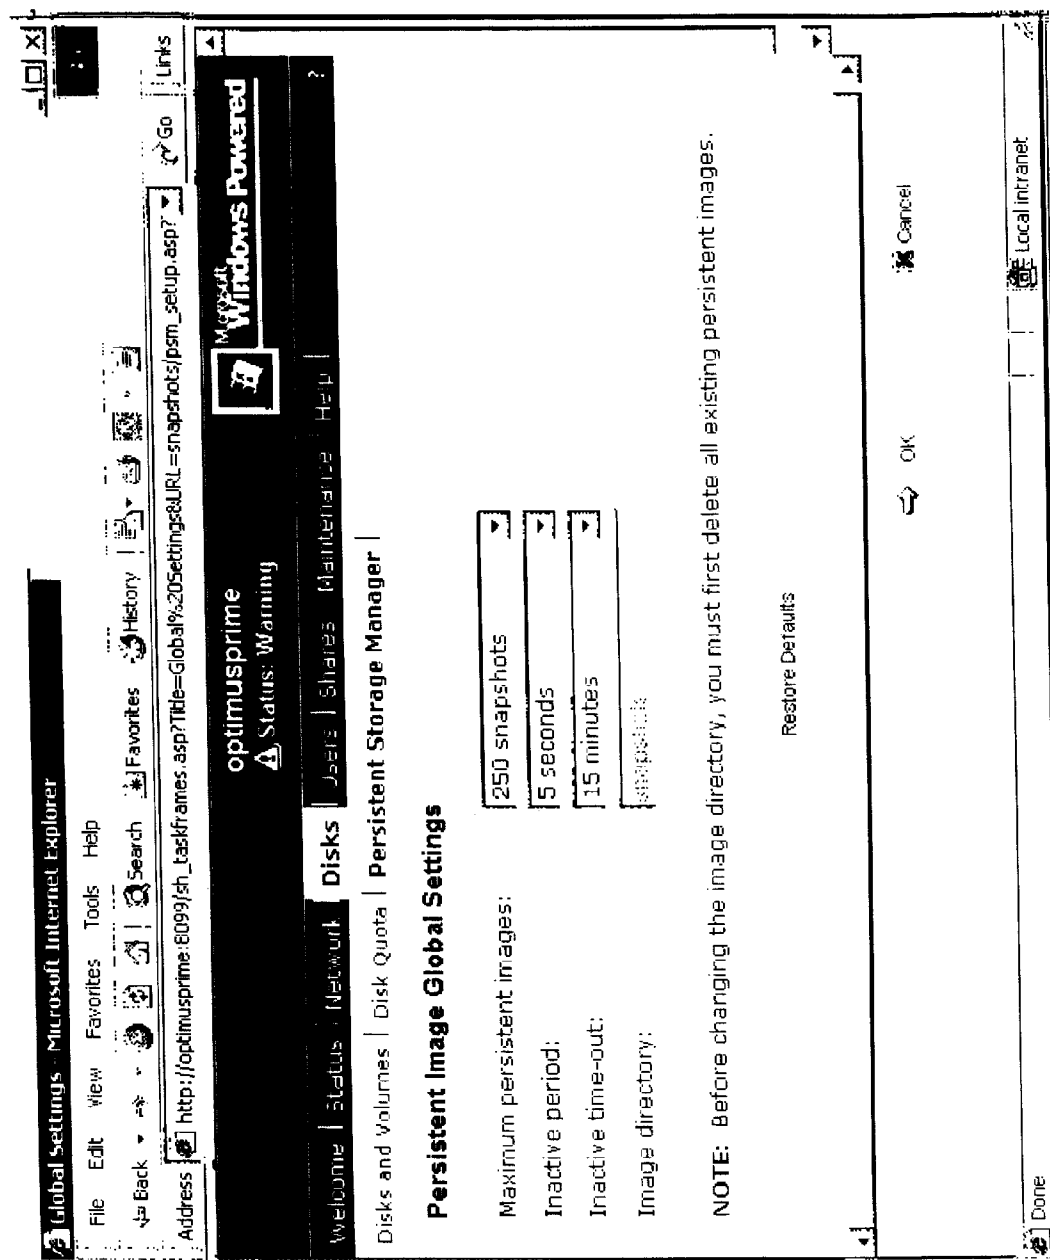 Global Settings - Microsoft Internet Explorer
File Edit View Favorites Tools Help
Back Search Favorites History
Address http://optimusprime:8099/sh_taskframes.asp?Title=Global%20Settings&URL=snapshots/psm_setup.asp? Go Links
optimusprime
Status: Warning
Microsoft
Windows Powered
Welcome | Status | Network | Disks | Users | Shares | Maintenance | Help | ?
Disks and Volumes | Disk Quota | Persistent Storage Manager |
Persistent Image Global Settings
Maximum persistent images: 250 snapshots
Inactive period: 5 seconds
Inactive time-out: 15 minutes
Image directory: snapshots
NOTE: Before changing the image directory, you must first delete all existing persistent images.
Restore Defaults
OK Cancel
Done Local intranet